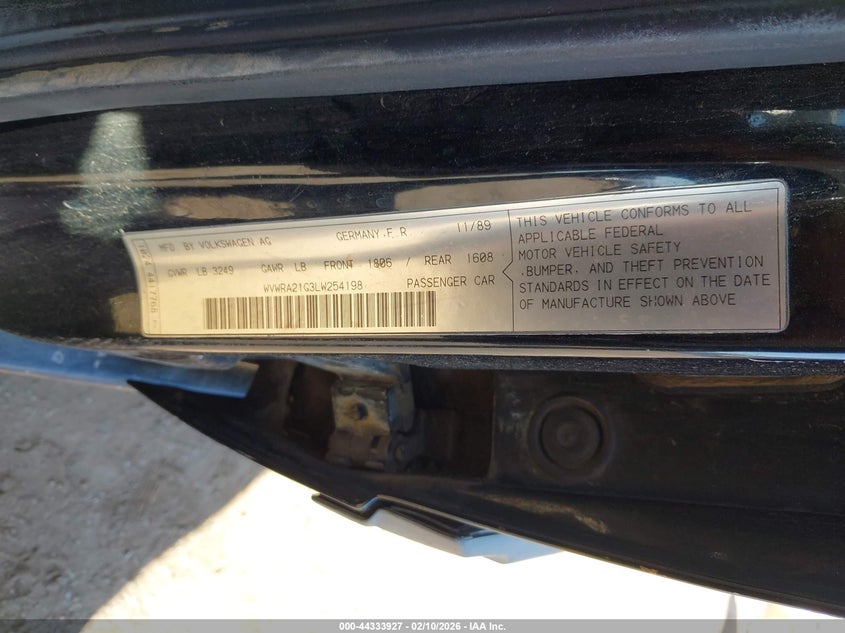 MFD BY VOLKSWAGEN AG GERMANY.F.R 11/89
GVWR LB 3249 GAWR LB FRONT 1806 / REAR 1608
WVWRA21G3LW254198 PASSENGER CAR
THIS VEHICLE CONFORMS TO ALL
APPLICABLE FEDERAL
MOTOR VEHICLE SAFETY
,BUMPER, AND THEFT PREVENTION
STANDARDS IN EFFECT ON THE DATE
OF MANUFACTURE SHOWN ABOVE
000-44333927 - 02/10/2026 - IAA Inc.